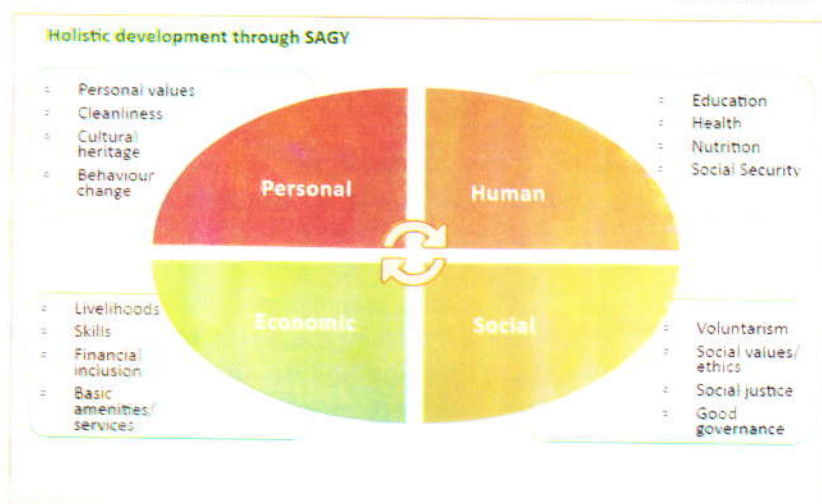 Holistic development through SAGY
= Personal values
= Cleanliness
= Cultural
heritage
= Behaviour
change
Personal
Human
= Education
= Health
= Nutrition
= Social Security
= Livelihoods
= Skills
= Financial
inclusion
= Basic
amenities/
services
Economic
Social
= Voluntarism
= Social values/
ethics
= Social justice
= Good
governance